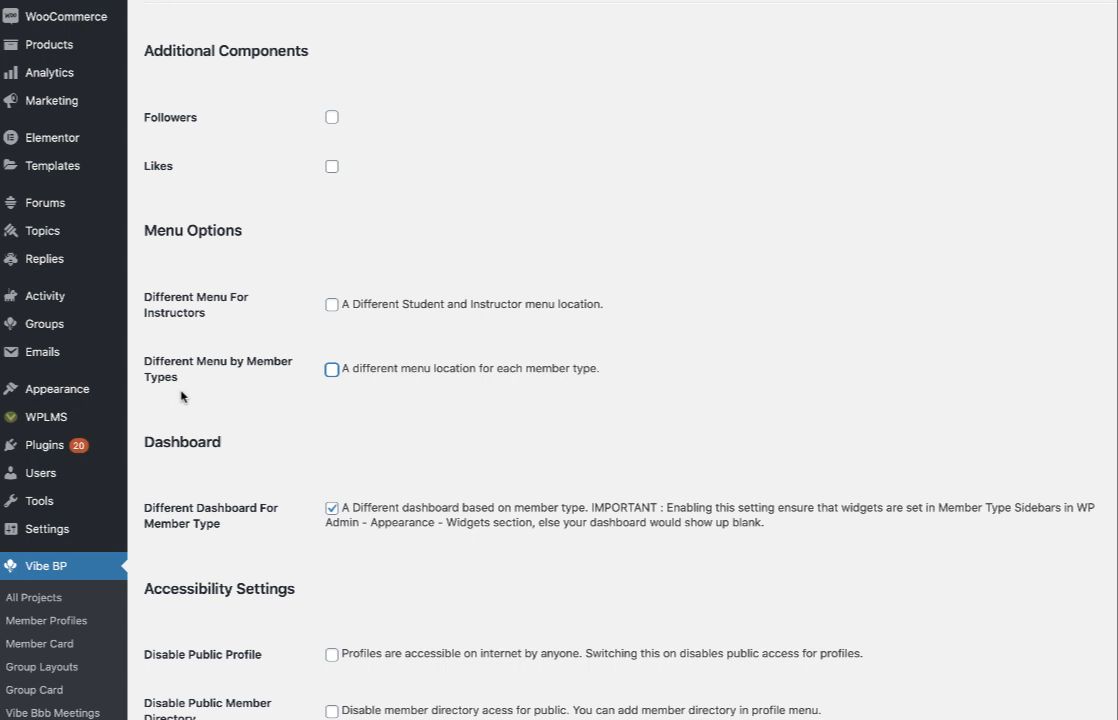 WooCommerce
Products
Analytics
Marketing
Elementor
Templates
Forums
Topics
Replies
Activity
Groups
Emails
Appearance
WPLMS
Plugins 20
Users
Tools
Settings
Vibe BP
All Projects
Member Profiles
Member Card
Group Layouts
Group Card
Vibe Bbb Meetings
Additional Components
Followers
Likes
Menu Options
Different Menu For
Instructors
A Different Student and Instructor menu location.
Different Menu by Member
Types
A different menu location for each member type.
Dashboard
Different Dashboard For
Member Type
A Different dashboard based on member type. IMPORTANT : Enabling this setting ensure that widgets are set in Member Type Sidebars in WP
Admin - Appearance - Widgets section, else your dashboard would show up blank.
Accessibility Settings
Disable Public Profile
Profiles are accessible on internet by anyone. Switching this on disables public access for profiles.
Disable Public Member
Directory
Disable member directory acess for public. You can add member directory in profile menu.